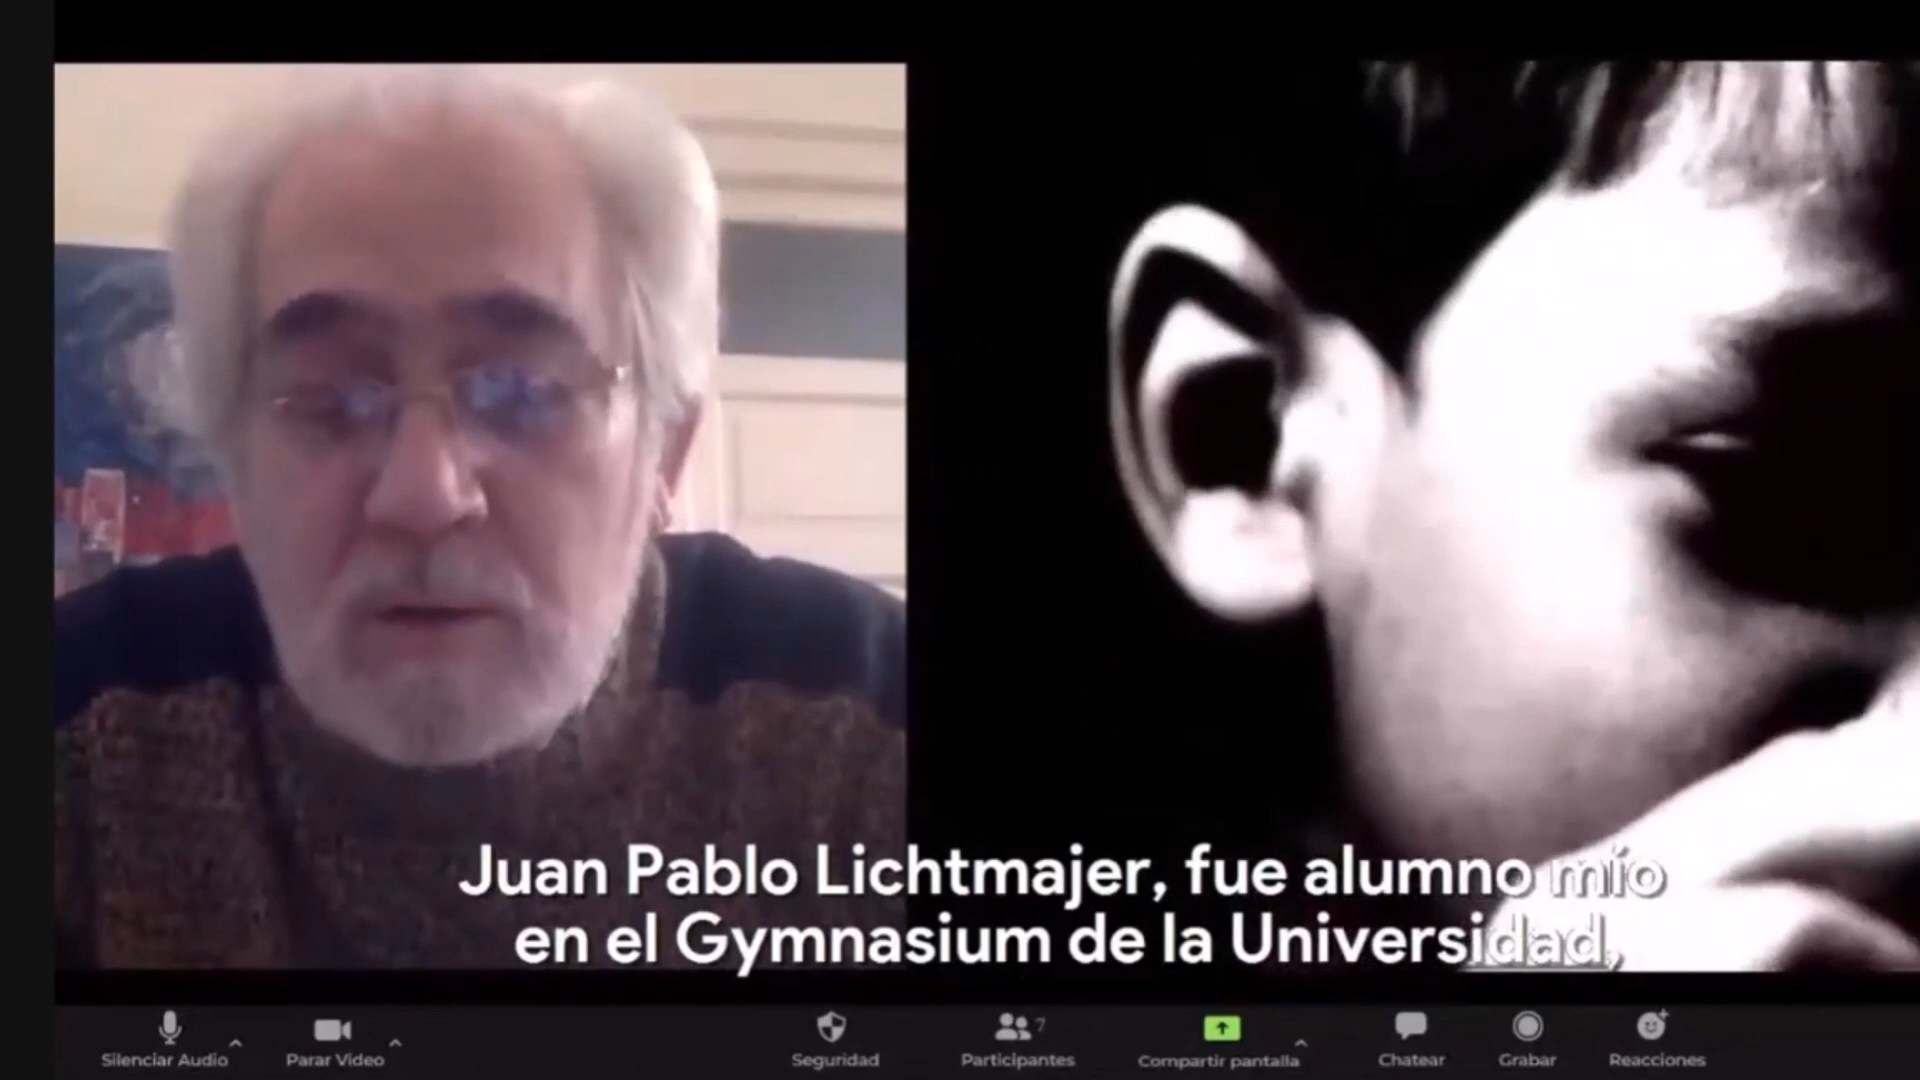 Juan Pablo Lichtmajer, fue alumno mío
en el Gymnasium de la Universidad,
Silenciar Audio
Parar Video
Seguridad
7
Participantes
Compartir pantalla
Chatear
Grabar
Reacciones